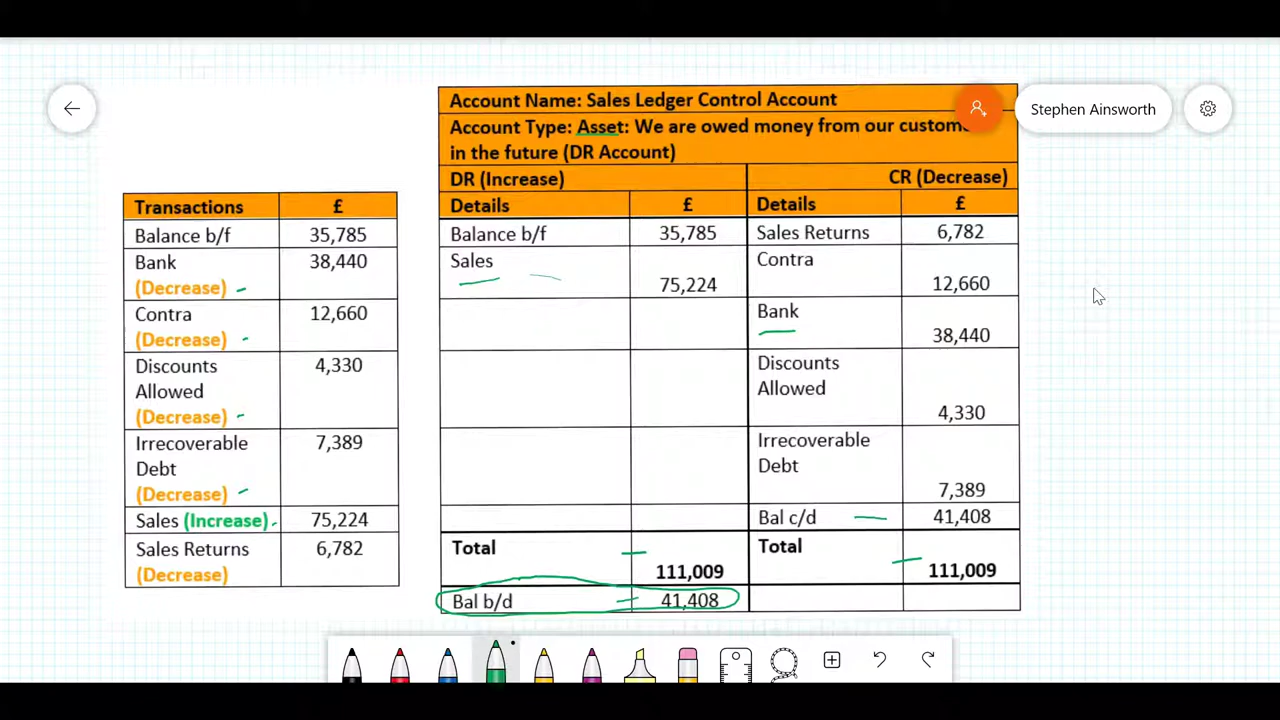 Stephen Ainsworth
Transactions £
Balance b/f 35,785
Bank 38,440
(Decrease)
Contra 12,660
(Decrease)
Discounts 4,330
Allowed
(Decrease)
Irrecoverable 7,389
Debt
(Decrease)
Sales (Increase) 75,224
Sales Returns 6,782
(Decrease)
Account Name: Sales Ledger Control Account
Account Type: Asset: We are owed money from our custome
in the future (DR Account)
DR (Increase) CR (Decrease)
Details £ Details £
Balance b/f 35,785 Sales Returns 6,782
Sales Contra
75,224 12,660
Bank
38,440
Discounts
Allowed
4,330
Irrecoverable
Debt
7,389
Bal c/d 41,408
Total Total
111,009 111,009
Bal b/d 41,408